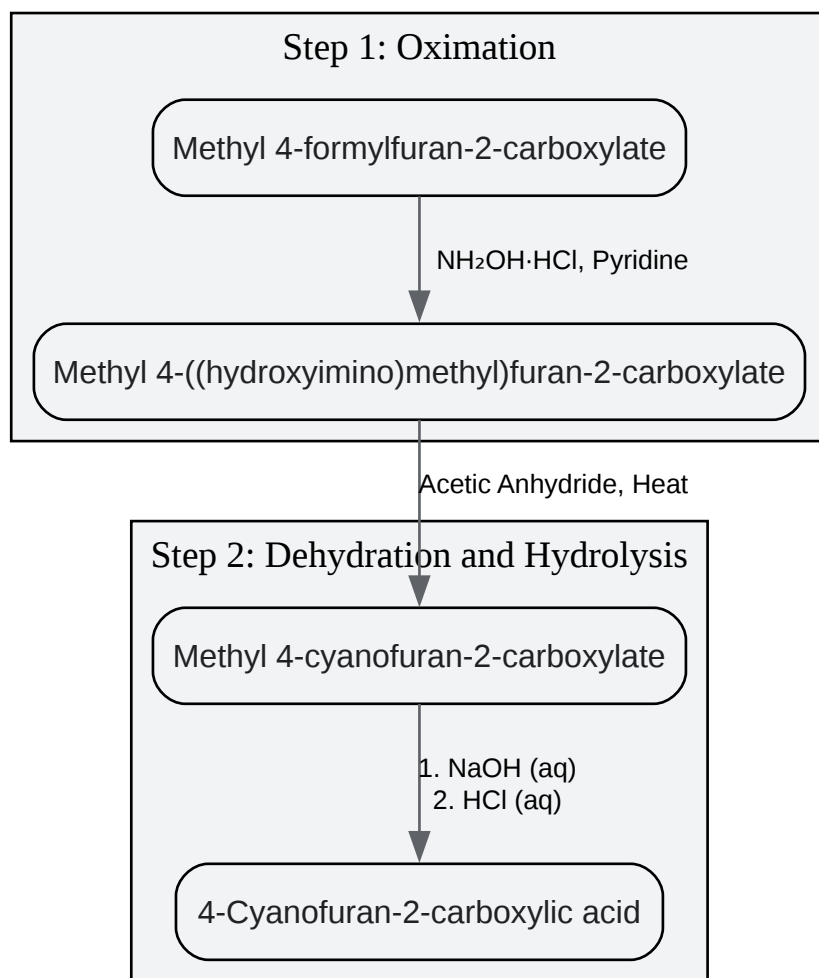 Step 1: Oximation
Methyl 4-formylfuran-2-carboxylate
NH₂OH·HCl, Pyridine
Methyl 4-((hydroxyimino)methyl)furan-2-carboxylate
Acetic Anhydride, Heat
Step 2: Dehydration and Hydrolysis
Methyl 4-cyanofuran-2-carboxylate
1. NaOH (aq)
2. HCl (aq)
4-Cyanofuran-2-carboxylic acid